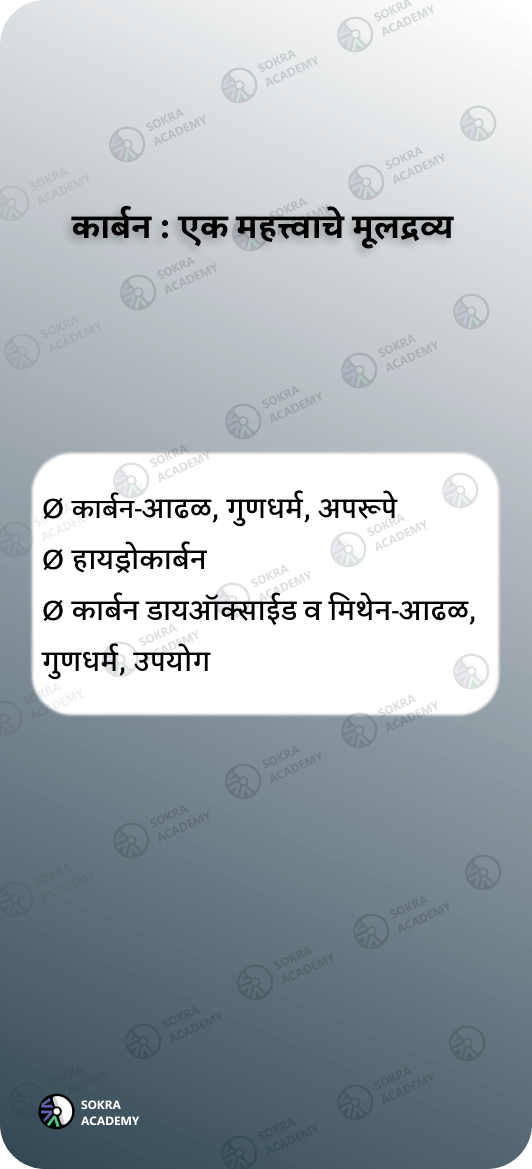 कार्बन : एक महत्त्वाचे मूलद्रव्य
Ø कार्बन-आढळ, गुणधर्म, अपरूपे
Ø हायड्रोकार्बन
Ø कार्बन डायऑक्साईड व मिथेन-आढळ,
गुणधर्म, उपयोग
SOKRA
ACADEMY